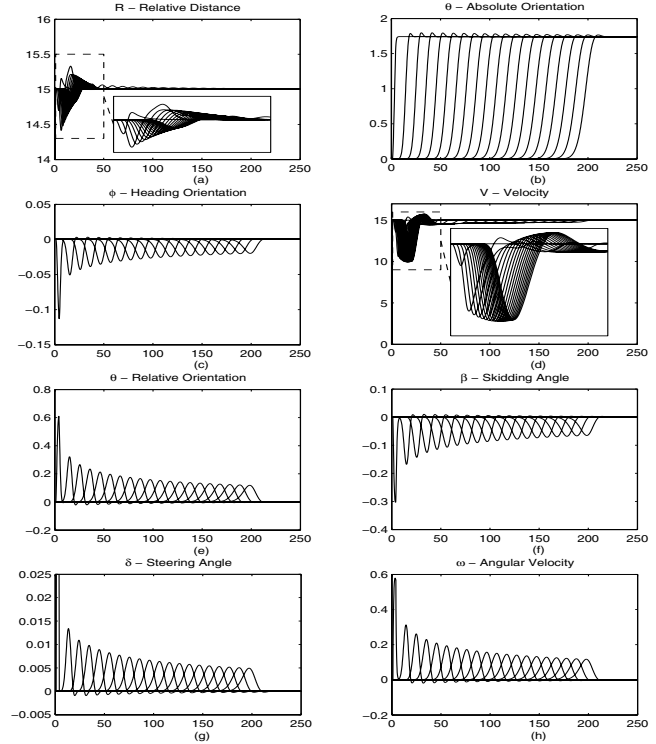 R − Relative Distance
16
15.5
15
14.5
14
0 50 100 150 200 250
(a)
θ − Absolute Orientation
2
1.5
1
0.5
0
0 50 100 150 200 250
(b)
φ − Heading Orientation
0.05
0
−0.05
−0.1
−0.15
0 50 100 150 200 250
(c)
V − Velocity
15
10
5
0
0 50 100 150 200 250
(d)
θ − Relative Orientation
0.8
0.6
0.4
0.2
0
−0.2
0 50 100 150 200 250
(e)
β − Skidding Angle
0.1
0
−0.1
−0.2
−0.3
−0.4
0 50 100 150 200 250
(f)
δ − Steering Angle
0.025
0.02
0.015
0.01
0.005
0
−0.005
0 50 100 150 200 250
(g)
ω − Angular Velocity
0.6
0.4
0.2
0
−0.2
0 50 100 150 200 250
(h)